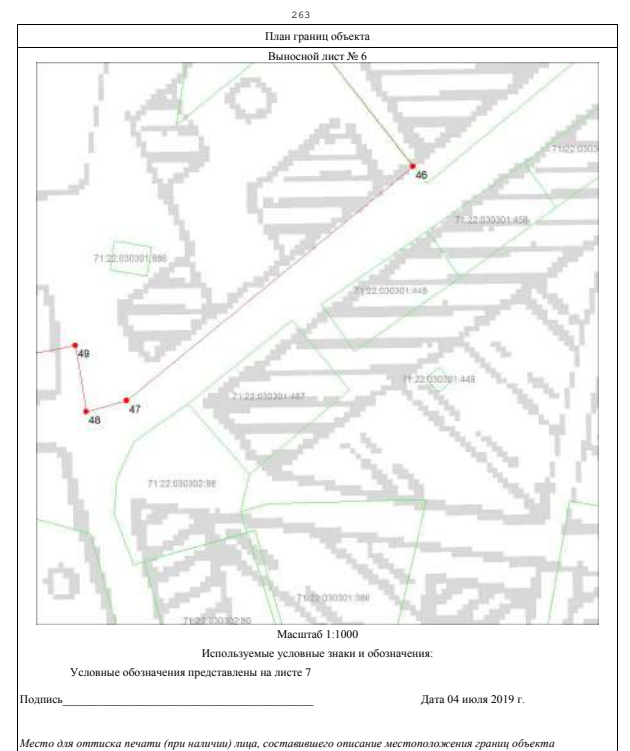 263
План границ объекта
Выносной лист № 6
46
71:22:030301:458
71:22:030301:886
71:22:030301:448
49
71:22:030301:449
71:22:030301:487
47
48
71:22:030302:98
71:22:030301:386
71:22:030302:80
Масштаб 1:1000
Используемые условные знаки и обозначения:
Условные обозначения представлены на листе 7
Подпись Дата 04 июля 2019 г.
Место для оттиска печати (при наличии) лица, составившего описание местоположения границ объекта